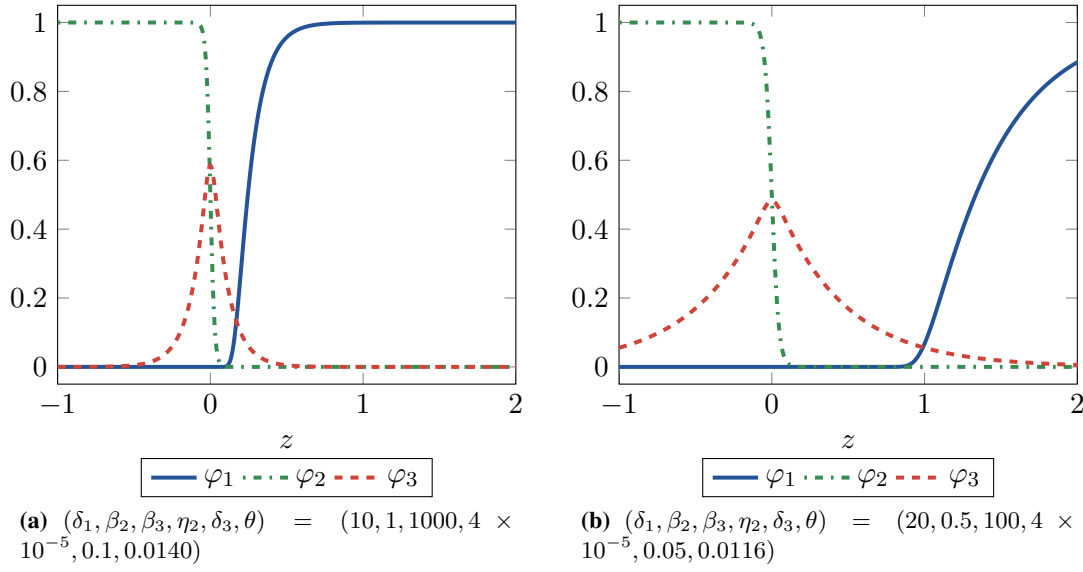 1
0.8
0.6
0.4
0.2
0
−1 0 1 2
z
φ1 φ2 φ3
(a) (δ1, β2, β3, η2, δ3, θ) = (10, 1, 1000, 4 ×
10−5, 0.1, 0.0140)
1
0.8
0.6
0.4
0.2
0
−1 0 1 2
z
φ1 φ2 φ3
(b) (δ1, β2, β3, η2, δ3, θ) = (20, 0.5, 100, 4 ×
10−5, 0.05, 0.0116)